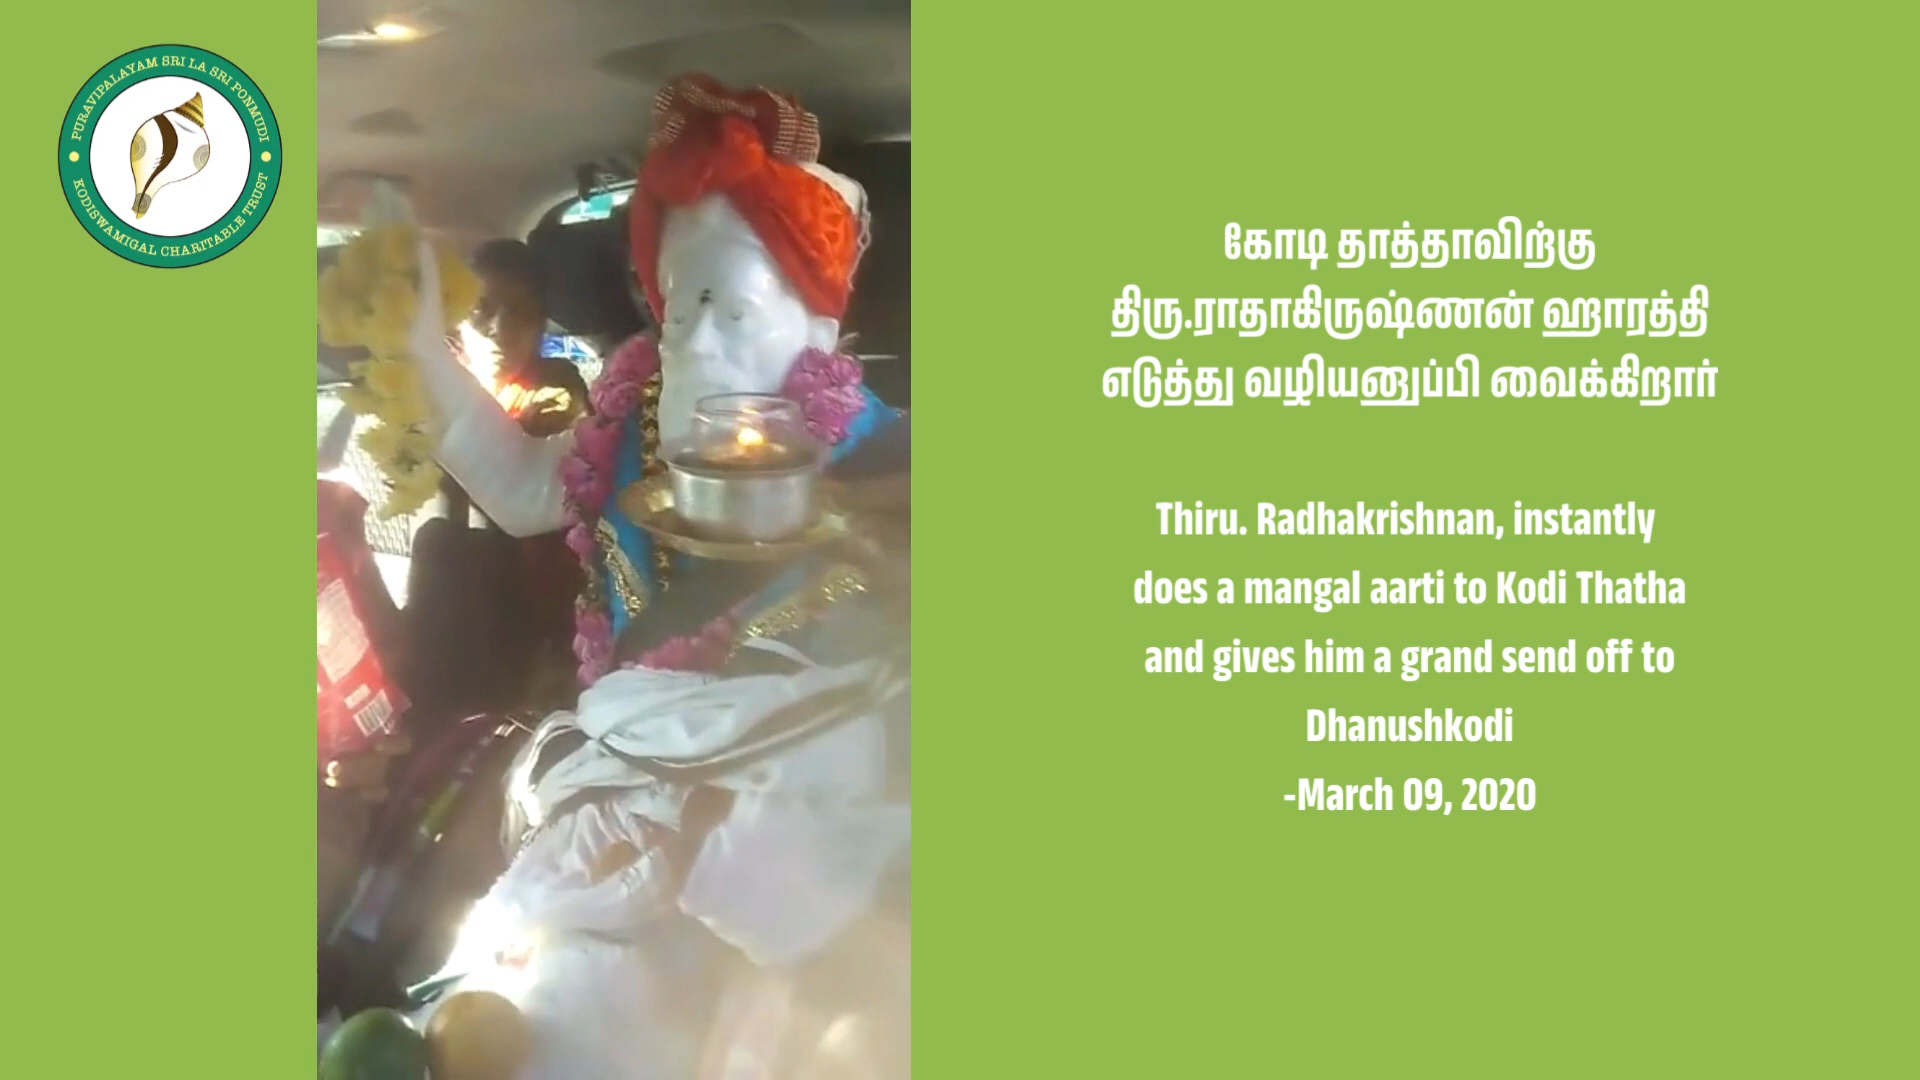 PURAVIPALAYAM SRI LA SRI PONMUDI
KODISWAMIGAL CHARITABLE TRUST
கோடி தாத்தாவிற்கு
திரு.ராதாகிருஷ்ணன் ஹாரத்தி
எடுத்து வழியனுப்பி வைக்கிறார்
Thiru. Radhakrishnan, instantly
does a mangal aarti to Kodi Thatha
and gives him a grand send off to
Dhanushkodi
-March 09, 2020